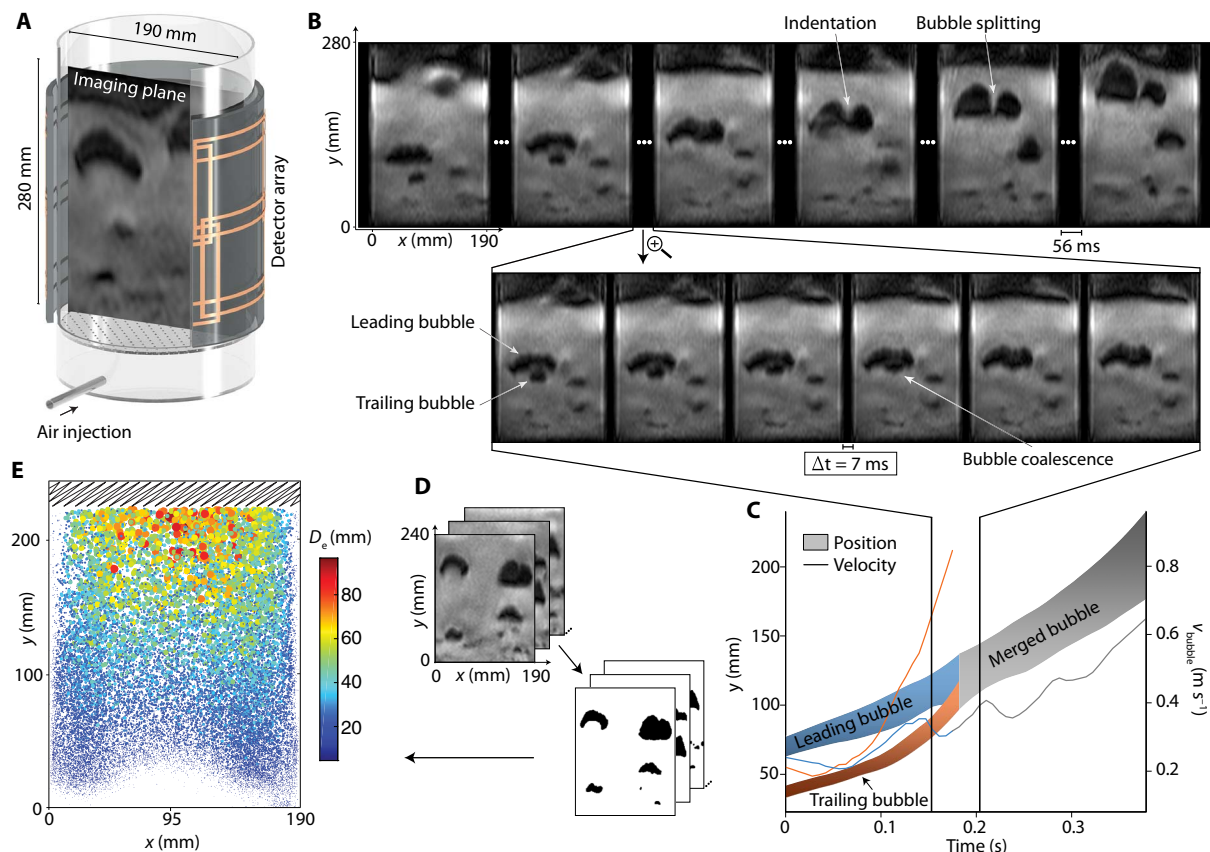 A
190 mm
Imaging plane
280 mm
Detector array
Air injection
B
Indentation
Bubble splitting
280
y (mm)
0
0
x (mm)
190
56 ms
Leading bubble
Trailing bubble
Δt = 7 ms
Bubble coalescence
E
200
100
0
y (mm)
0
95
190
x (mm)
Dₑ (mm)
80
60
40
20
D
240
y (mm)
0
0
x (mm)
190
C
Position
Velocity
200
150
100
50
y (mm)
0.8
0.6
0.4
0.2
v_bubble (m s⁻¹)
Leading bubble
Merged bubble
Trailing bubble
0
0.1
0.2
0.3
Time (s)